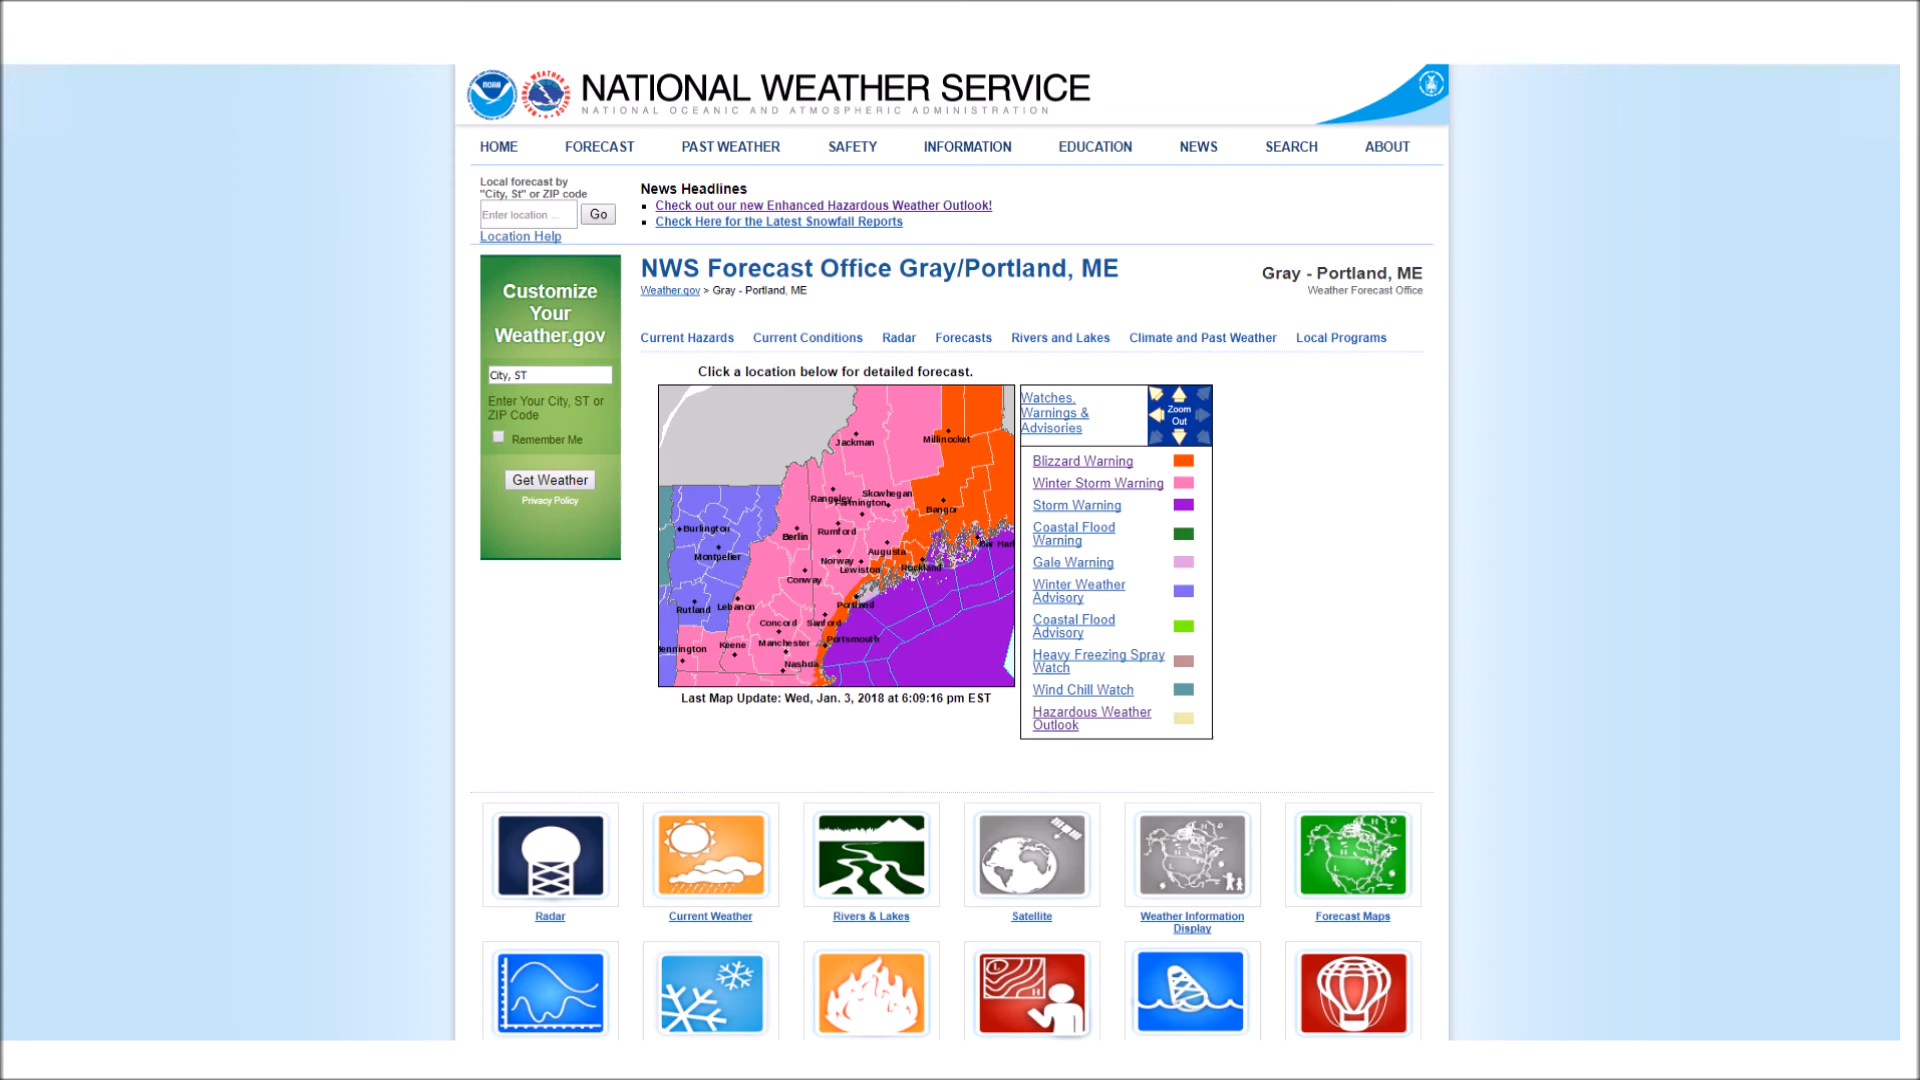 NATIONAL WEATHER SERVICE
NATIONAL OCEANIC AND ATMOSPHERIC ADMINISTRATION
HOME FORECAST PAST WEATHER SAFETY INFORMATION EDUCATION NEWS SEARCH ABOUT
Local forecast by
"City, St" or ZIP code
Enter location ...
Go
Location Help
News Headlines
Check out our new Enhanced Hazardous Weather Outlook!
Check Here for the Latest Snowfall Reports
Customize
Your
Weather.gov
City, ST
Enter Your City, ST or
ZIP Code
Remember Me
Get Weather
Privacy Policy
NWS Forecast Office Gray/Portland, ME
Weather.gov > Gray - Portland, ME
Gray - Portland, ME
Weather Forecast Office
Current Hazards Current Conditions Radar Forecasts Rivers and Lakes Climate and Past Weather Local Programs
Click a location below for detailed forecast.
Jackman
Millinocket
Rangeley
Skowhegan
Farmington
Bangor
Burlington
Berlin
Rumford
Bar Har
Montpelier
Augusta
Norway
Lewiston
Rockland
Conway
Rutland
Lebanon
Portland
Concord
Sanford
Portsmouth
Manchester
Keene
ennington
Nashua
Last Map Update: Wed, Jan. 3, 2018 at 6:09:16 pm EST
Watches,
Warnings &
Advisories
Zoom
Out
Blizzard Warning
Winter Storm Warning
Storm Warning
Coastal Flood
Warning
Gale Warning
Winter Weather
Advisory
Coastal Flood
Advisory
Heavy Freezing Spray
Watch
Wind Chill Watch
Hazardous Weather
Outlook
Radar
Current Weather
Rivers & Lakes
Satellite
Weather Information
Display
Forecast Maps